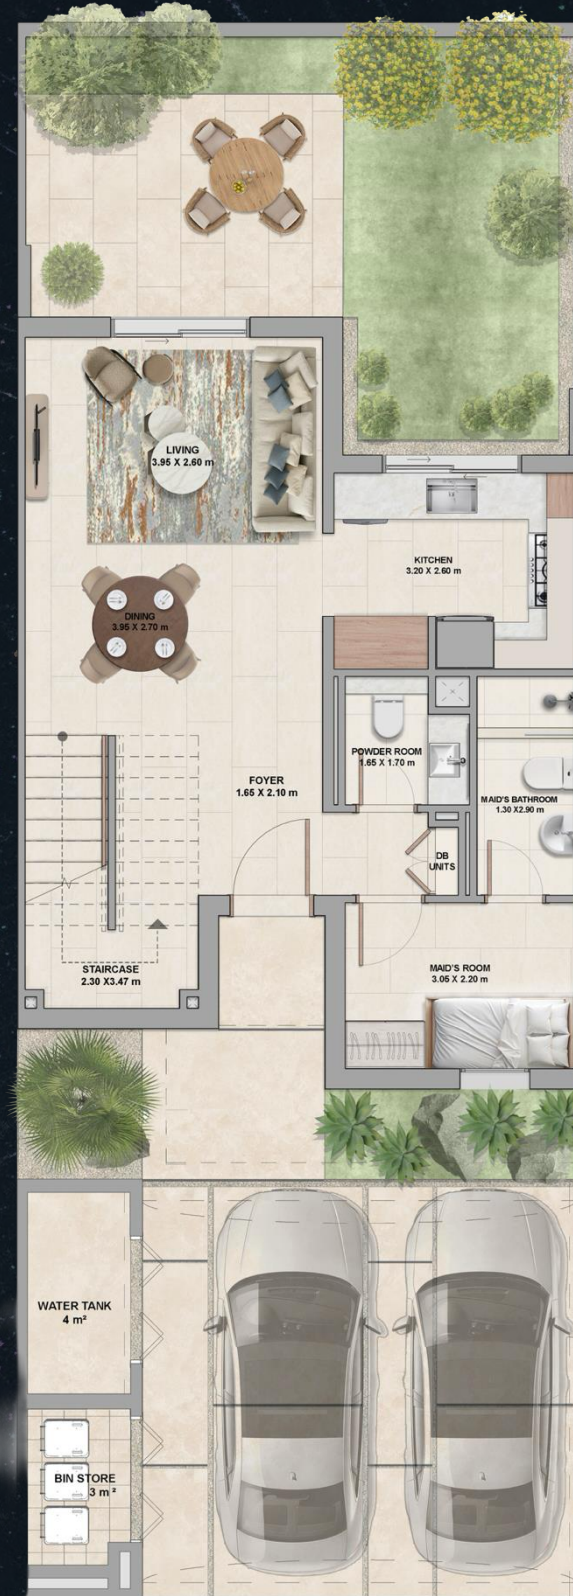 LIVING
3.95 X 2.60 m
KITCHEN
3.20 X 2.60 m
DINING
3.95 X 2.70 m
POWDER ROOM
1.65 X 1.70 m
FOYER
1.65 X 2.10 m
MAID'S BATHROOM
1.30 X2.90 m
DB
UNITS
STAIRCASE
2.30 X3.47 m
MAID'S ROOM
3.05 X 2.20 m
WATER TANK
4 m²
BIN STORE
3 m²